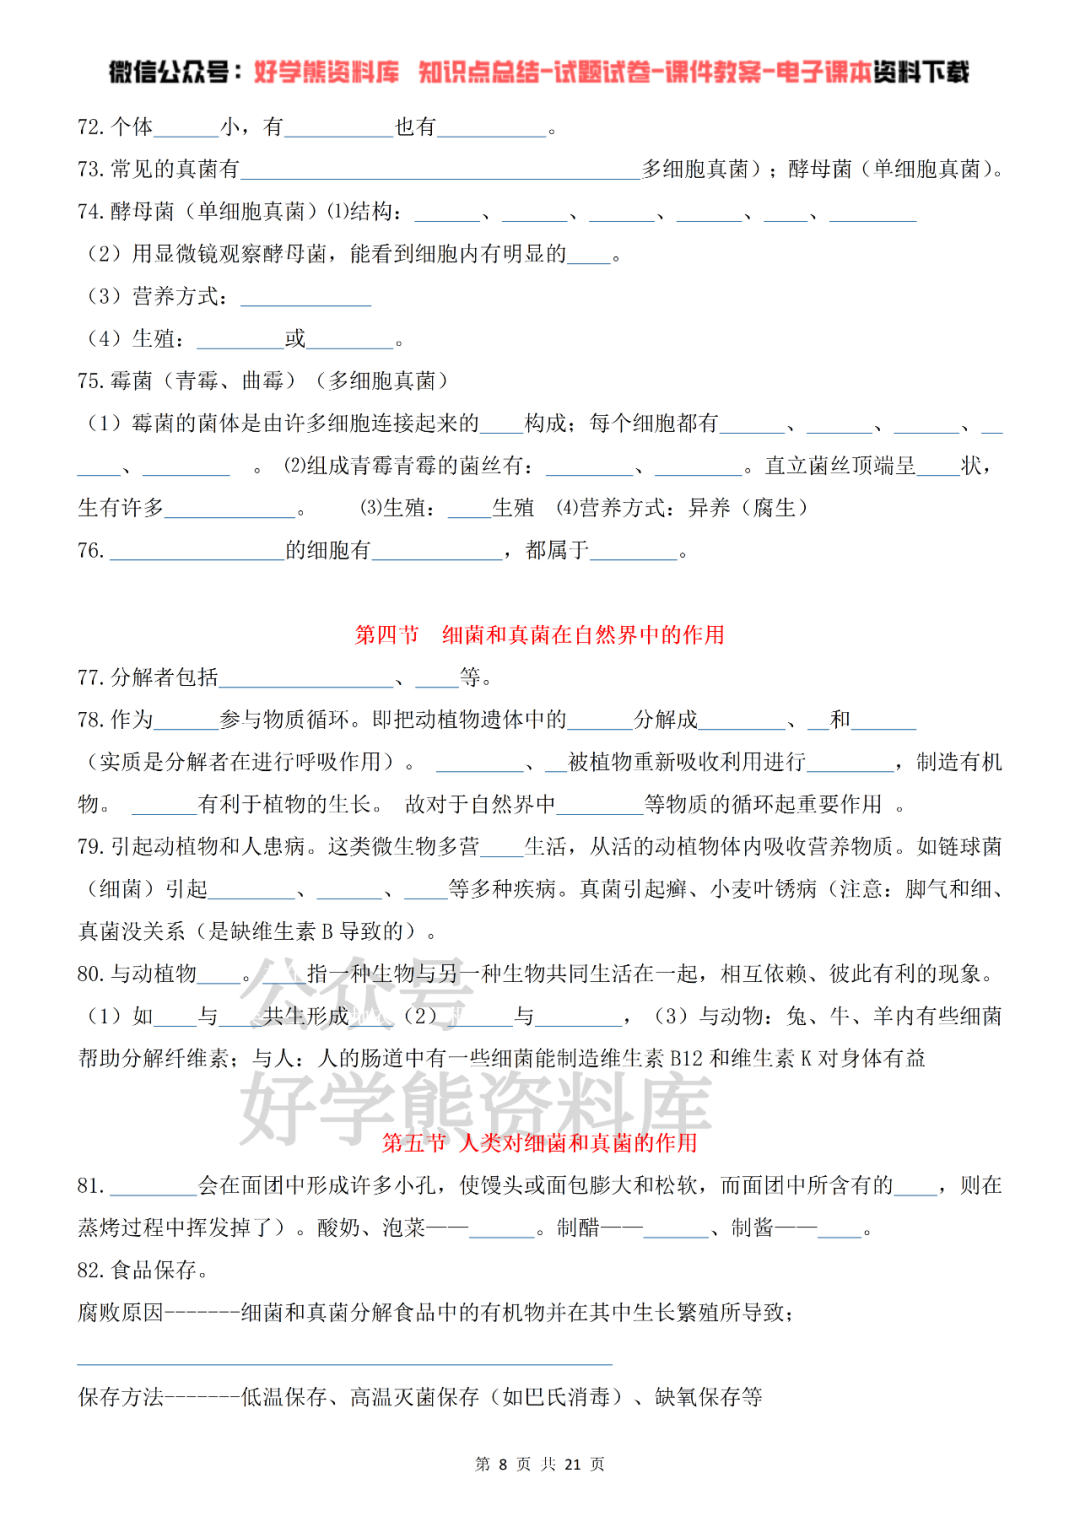 微信公众号：好学熊资料库 知识点总结-试题试卷-课件教案-电子课本资料下载
72.个体______小，有__________也有__________。
73.常见的真菌有____________________________________多细胞真菌）；酵母菌（单细胞真菌）。
74.酵母菌（单细胞真菌）⑴结构：______、______、______、______、____、________
（2）用显微镜观察酵母菌，能看到细胞内有明显的____。
（3）营养方式：____________
（4）生殖：________或________。
75.霉菌（青霉、曲霉）（多细胞真菌）
（1）霉菌的菌体是由许多细胞连接起来的____构成；每个细胞都有______、______、______、__
____、________ 。 ⑵组成青霉青霉的菌丝有：________、________。直立菌丝顶端呈____状，
生有许多____________。 ⑶生殖：____生殖 ⑷营养方式：异养（腐生）
76.________________的细胞有____________，都属于________。
第四节 细菌和真菌在自然界中的作用
77.分解者包括________________、____等。
78.作为______参与物质循环。即把动植物遗体中的______分解成________、__和______
（实质是分解者在进行呼吸作用）。 ________、__被植物重新吸收利用进行________，制造有机
物。 ______有利于植物的生长。 故对于自然界中________等物质的循环起重要作用 。
79.引起动植物和人患病。这类微生物多营____生活，从活的动植物体内吸收营养物质。如链球菌
（细菌）引起________、______、____等多种疾病。真菌引起癣、小麦叶锈病（注意：脚气和细、
真菌没关系（是缺维生素 B 导致的）。
80.与动植物____。____指一种生物与另一种生物共同生活在一起，相互依赖、彼此有利的现象。
（1）如____与____共生形成____（2）______与________，（3）与动物：兔、牛、羊内有些细菌
帮助分解纤维素；与人：人的肠道中有一些细菌能制造维生素 B12 和维生素 K 对身体有益
公众号
好学熊资料库
第五节 人类对细菌和真菌的作用
81.________会在面团中形成许多小孔，使馒头或面包膨大和松软，而面团中所含有的____，则在
蒸烤过程中挥发掉了）。酸奶、泡菜——______。制醋——______、制酱——____。
82.食品保存。
腐败原因-------细菌和真菌分解食品中的有机物并在其中生长繁殖所导致；
保存方法-------低温保存、高温灭菌保存（如巴氏消毒）、缺氧保存等
第 8 页 共 21 页